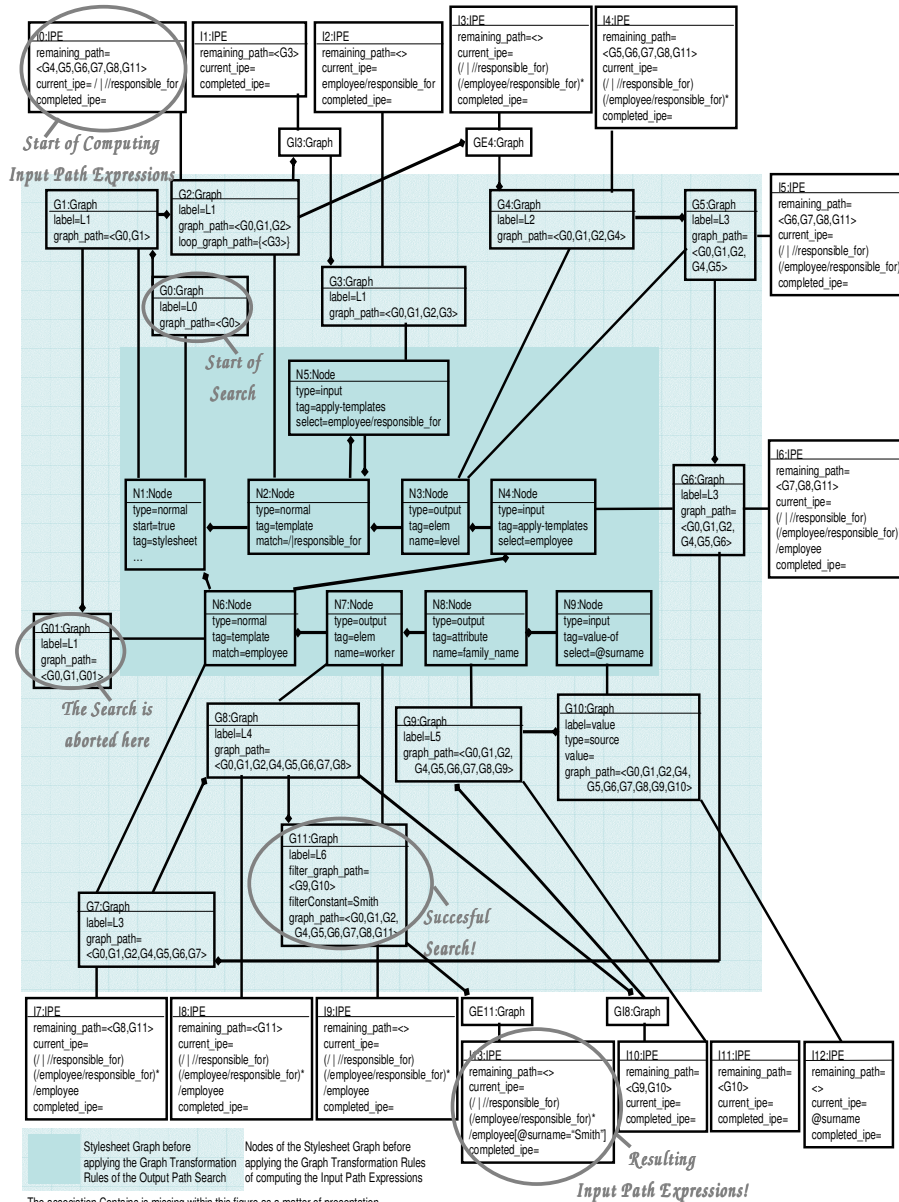 I0:IPE
remaining_path=
<G4,G5,G6,G7,G8,G11>
current_ipe= / | //responsible_for
completed_ipe=
I1:IPE
remaining_path=<G3>
current_ipe=
completed_ipe=
I2:IPE
remaining_path=<>
current_ipe=
employee/responsible_for
completed_ipe=
I3:IPE
remaining_path=<>
current_ipe=
(/ | //responsible_for)
(/employee/responsible_for)*
completed_ipe=
I4:IPE
remaining_path=
<G5,G6,G7,G8,G11>
current_ipe=
(/ | //responsible_for)
(/employee/responsible_for)*
completed_ipe=
Start of Computing
Input Path Expressions
GI3:Graph
GE4:Graph
G1:Graph
label=L1
graph_path=<G0,G1>
G2:Graph
label=L1
graph_path=<G0,G1,G2>
loop_graph_path={<G3>}
G4:Graph
label=L2
graph_path=<G0,G1,G2,G4>
G5:Graph
label=L3
graph_path=
<G0,G1,G2,
G4,G5>
I5:IPE
remaining_path=
<G6,G7,G8,G11>
current_ipe=
(/ | //responsible_for)
(/employee/responsible_for)*
completed_ipe=
G0:Graph
label=L0
graph_path=<G0>
Start of
Search
G3:Graph
label=L1
graph_path=<G0,G1,G2,G3>
N5:Node
type=input
tag=apply-templates
select=employee/responsible_for
N1:Node
type=normal
start=true
tag=stylesheet
...
N2:Node
type=normal
tag=template
match=/|responsible_for
N3:Node
type=output
tag=elem
name=level
N4:Node
type=input
tag=apply-templates
select=employee
G6:Graph
label=L3
graph_path=
<G0,G1,G2,
G4,G5,G6>
I6:IPE
remaining_path=
<G7,G8,G11>
current_ipe=
(/ | //responsible_for)
(/employee/responsible_for)*
/employee
completed_ipe=
G01:Graph
label=L1
graph_path=
<G0,G1,G01>
The Search is
aborted here
N6:Node
type=normal
tag=template
match=employee
N7:Node
type=output
tag=elem
name=worker
N8:Node
type=output
tag=attribute
name=family_name
N9:Node
type=input
tag=value-of
select=@surname
G8:Graph
label=L4
graph_path=
<G0,G1,G2,G4,G5,G6,G7,G8>
G9:Graph
label=L5
graph_path=<G0,G1,G2,
G4,G5,G6,G7,G8,G9>
G10:Graph
label=value
type=source
value=
graph_path=<G0,G1,G2,G4,
G5,G6,G7,G8,G9,G10>
G11:Graph
label=L6
filter_graph_path=
<G9,G10>
filterConstant=Smith
graph_path=<G0,G1,G2,
G4,G5,G6,G7,G8,G11>
Succesful
Search!
G7:Graph
label=L3
graph_path=
<G0,G1,G2,G4,G5,G6,G7>
I7:IPE
remaining_path=<G8,G11>
current_ipe=
(/ | //responsible_for)
(/employee/responsible_for)*
/employee
completed_ipe=
I8:IPE
remaining_path=<G11>
current_ipe=
(/ | //responsible_for)
(/employee/responsible_for)*
/employee
completed_ipe=
I9:IPE
remaining_path=<>
current_ipe=
(/ | //responsible_for)
(/employee/responsible_for)*
/employee
completed_ipe=
GE11:Graph
GI8:Graph
I13:IPE
remaining_path=<>
current_ipe=
(/ | //responsible_for)
(/employee/responsible_for)*
/employee[@surname="Smith"]
completed_ipe=
I10:IPE
remaining_path=
<G9,G10>
current_ipe=
completed_ipe=
I11:IPE
remaining_path=
<G10>
current_ipe=
completed_ipe=
I12:IPE
remaining_path=
<>
current_ipe=
@surname
completed_ipe=
Resulting
Input Path Expressions!
Stylesheet Graph before
applying the Graph Transformation
Rules of the Output Path Search
Nodes of the Stylesheet Graph before
applying the Graph Transformation Rules
of computing the Input Path Expressions
The association Contains is missing within this figure as a matter of presentation